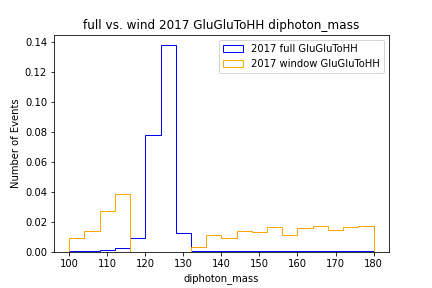 full vs. wind 2017 GluGluToHH diphoton_mass
2017 full GluGluToHH
2017 window GluGluToHH
Number of Events
0.14
0.12
0.10
0.08
0.06
0.04
0.02
0.00
100 110 120 130 140 150 160 170 180
diphoton_mass